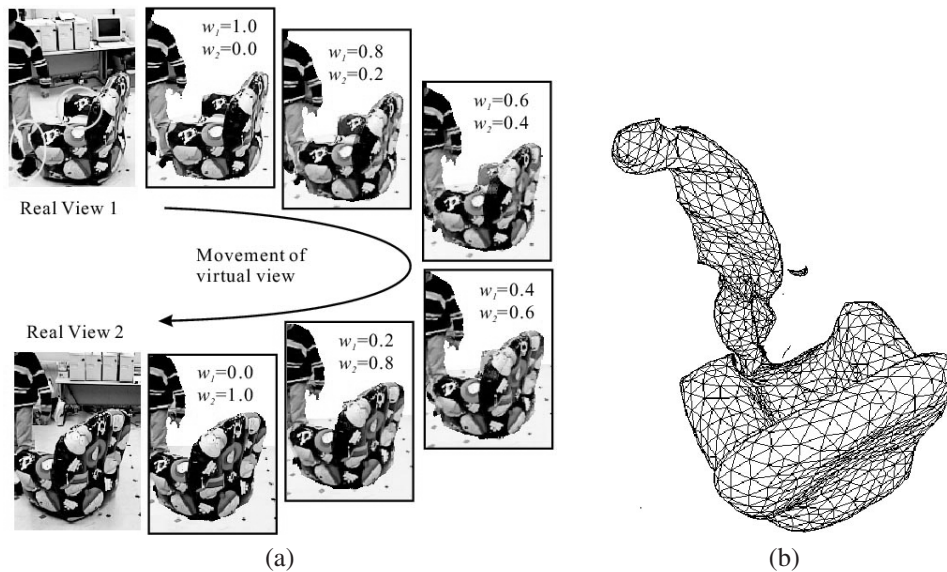 w₁=1.0
w₂=0.0
w₁=0.8
w₂=0.2
w₁=0.6
w₂=0.4
Real View 1
Movement of
virtual view
w₁=0.4
w₂=0.6
Real View 2
w₁=0.2
w₂=0.8
w₁=0.0
w₂=1.0
(a)
(b)